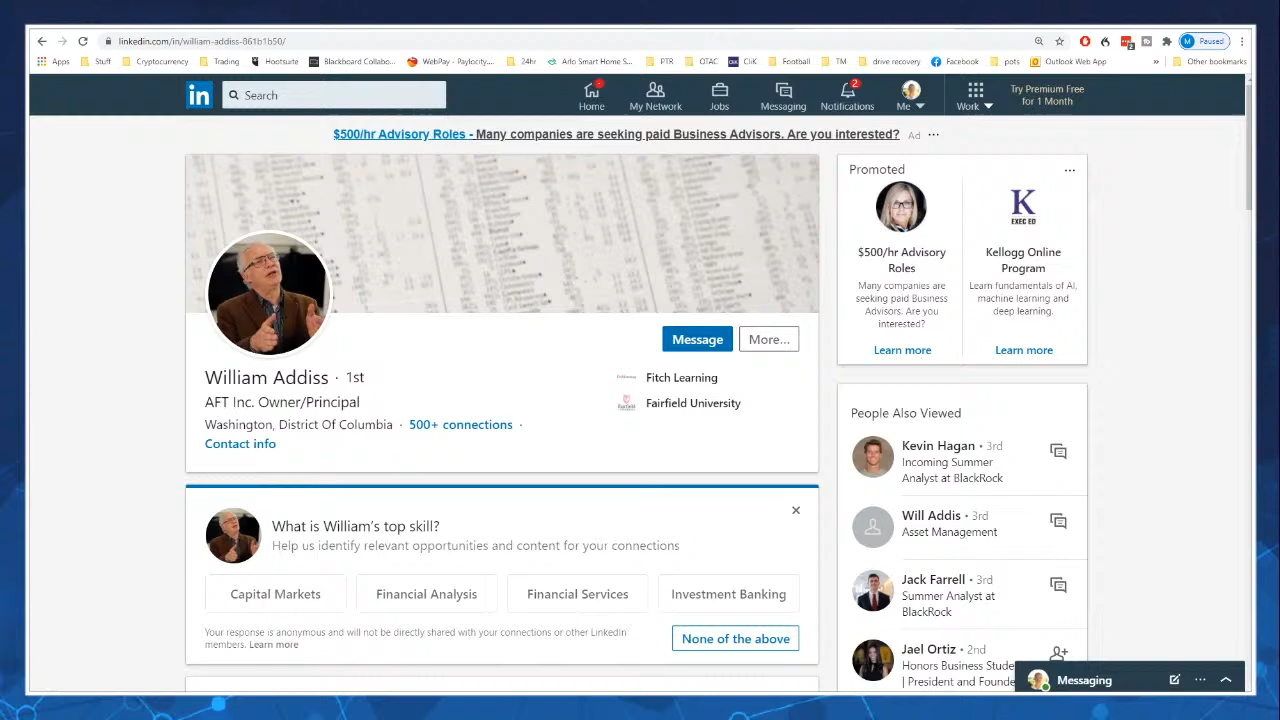 linkedin.com/in/william-addiss-861b1b50/
Paused
Apps
Stuff
Cryptocurrency
Trading
Hootsuite
Blackboard Collabo...
WebPay - Paylocity...
24hr
Arlo Smart Home S...
PTR
OTAC
CliK
Football
TM
drive recovery
Facebook
pots
Outlook Web App
»
Other bookmarks
in
Search
Home
My Network
Jobs
Messaging
2
Notifications
Me
Work
Try Premium Free
for 1 Month
$500/hr Advisory Roles - Many companies are seeking paid Business Advisors. Are you interested? Ad ···
Message
More...
William Addiss · 1st
AFT Inc. Owner/Principal
Washington, District Of Columbia · 500+ connections ·
Contact info
Fitch Learning
Fairfield University
What is William's top skill?
Help us identify relevant opportunities and content for your connections
Capital Markets
Financial Analysis
Financial Services
Investment Banking
Your response is anonymous and will not be directly shared with your connections or other LinkedIn
members. Learn more
None of the above
Promoted
$500/hr Advisory
Roles
Many companies are
seeking paid Business
Advisors. Are you
interested?
Learn more
K
EXEC ED
Kellogg Online
Program
Learn fundamentals of AI,
machine learning and
deep learning.
Learn more
People Also Viewed
Kevin Hagan • 3rd
Incoming Summer
Analyst at BlackRock
Will Addis • 3rd
Asset Management
Jack Farrell • 3rd
Summer Analyst at
BlackRock
Jael Ortiz • 2nd
Honors Business Stude
| President and Founde
Messaging